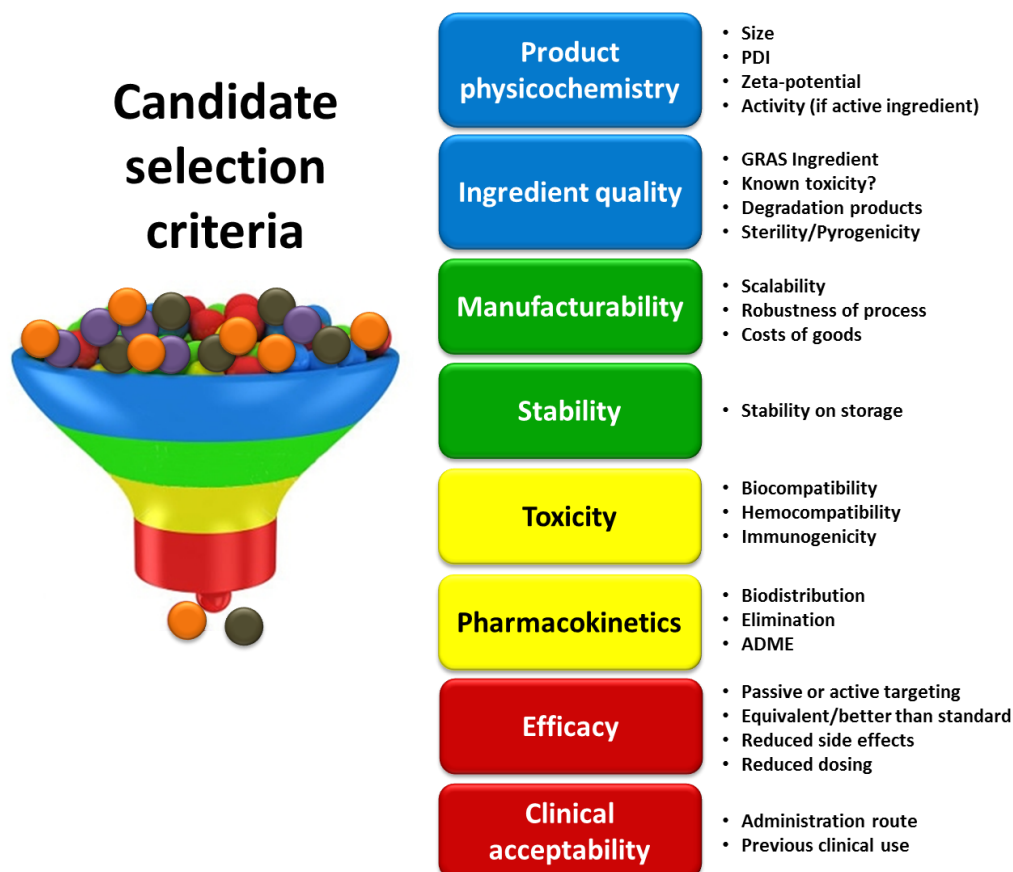 Candidate
selection
criteria
Product
physicochemistry
• Size
• PDI
• Zeta-potential
• Activity (if active ingredient)
Ingredient quality
• GRAS Ingredient
• Known toxicity?
• Degradation products
• Sterility/Pyrogenicity
Manufacturability
• Scalability
• Robustness of process
• Costs of goods
Stability
• Stability on storage
Toxicity
• Biocompatibility
• Hemocompatibility
• Immunogenicity
Pharmacokinetics
• Biodistribution
• Elimination
• ADME
Efficacy
• Passive or active targeting
• Equivalent/better than standard
• Reduced side effects
• Reduced dosing
Clinical
acceptability
• Administration route
• Previous clinical use